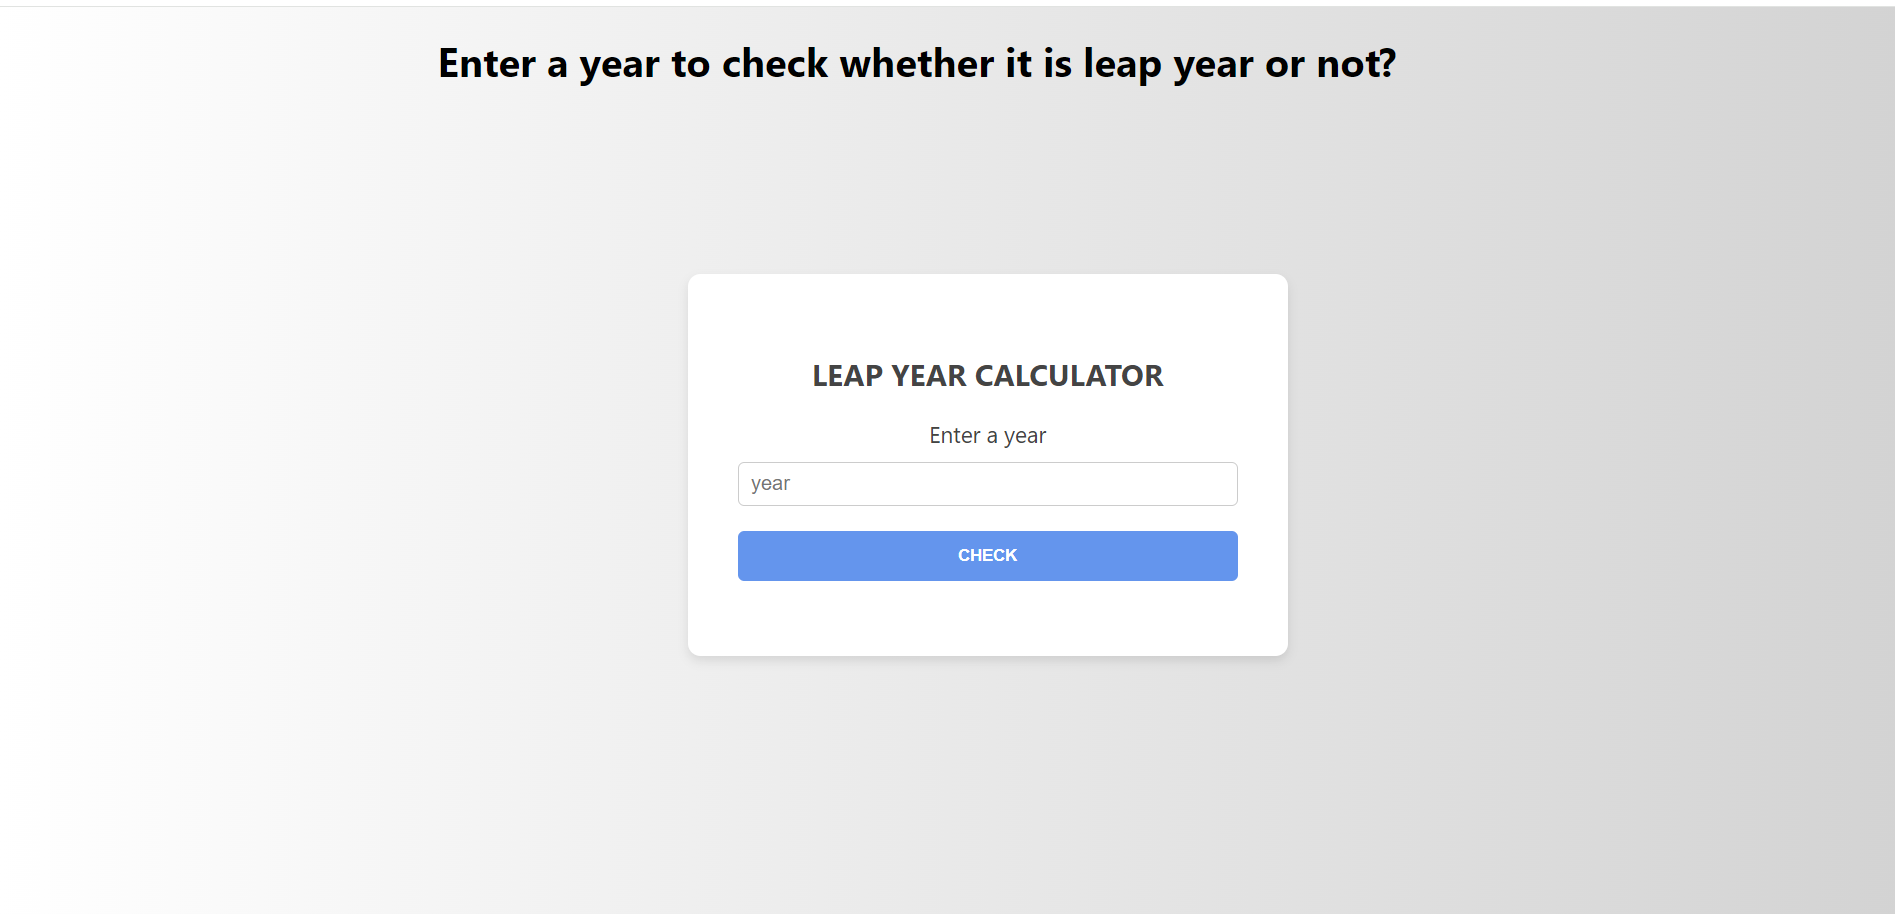 Enter a year to check whether it is leap year or not?
LEAP YEAR CALCULATOR
Enter a year
year
CHECK